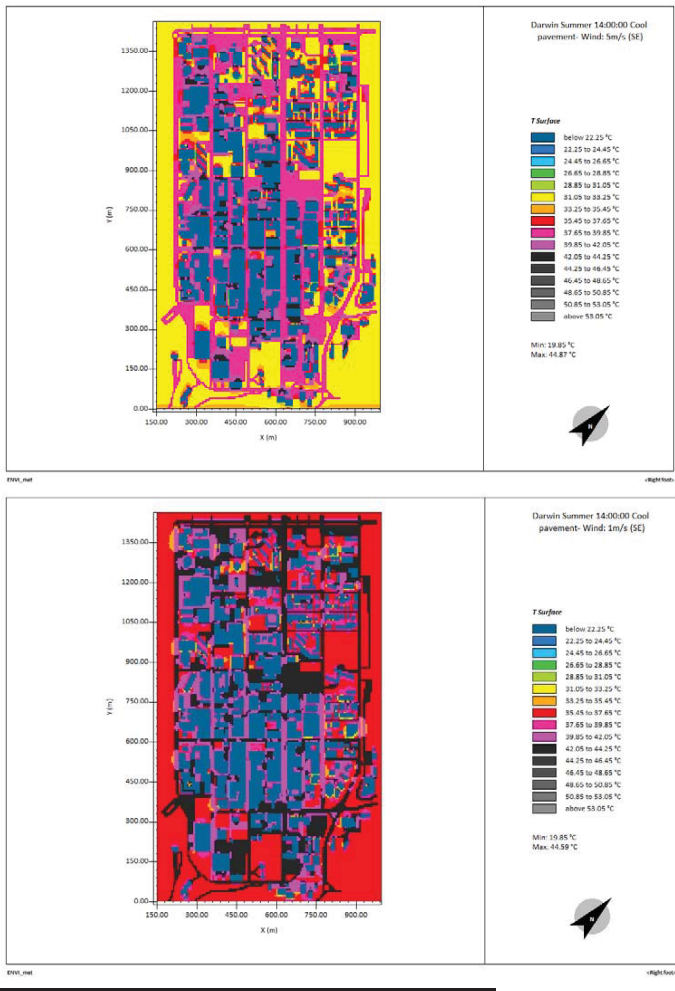 Darwin Summer 14:00:00 Cool
pavement- Wind: 5m/s (SE)
T Surface
below 22.25 °C
22.25 to 24.45 °C
24.45 to 26.65 °C
26.65 to 28.85 °C
28.85 to 31.05 °C
31.05 to 33.25 °C
33.25 to 35.45 °C
35.45 to 37.65 °C
37.65 to 39.85 °C
39.85 to 42.05 °C
42.05 to 44.25 °C
44.25 to 46.45 °C
46.45 to 48.65 °C
48.65 to 50.85 °C
50.85 to 53.05 °C
above 53.05 °C
Min: 19.85 °C
Max: 44.87 °C
N
Y (m)
1350.00
1200.00
1050.00
900.00
750.00
600.00
450.00
300.00
150.00
0.00
150.00 300.00 450.00 600.00 750.00 900.00
X (m)
ENVI_met
<Right foot>
Darwin Summer 14:00:00 Cool
pavement- Wind: 1m/s (SE)
T Surface
below 22.25 °C
22.25 to 24.45 °C
24.45 to 26.65 °C
26.65 to 28.85 °C
28.85 to 31.05 °C
31.05 to 33.25 °C
33.25 to 35.45 °C
35.45 to 37.65 °C
37.65 to 39.85 °C
39.85 to 42.05 °C
42.05 to 44.25 °C
44.25 to 46.45 °C
46.45 to 48.65 °C
48.65 to 50.85 °C
50.85 to 53.05 °C
above 53.05 °C
Min: 19.85 °C
Max: 44.59 °C
N
Y (m)
1350.00
1200.00
1050.00
900.00
750.00
600.00
450.00
300.00
150.00
0.00
150.00 300.00 450.00 600.00 750.00 900.00
X (m)
ENVI_met
<Right foot>